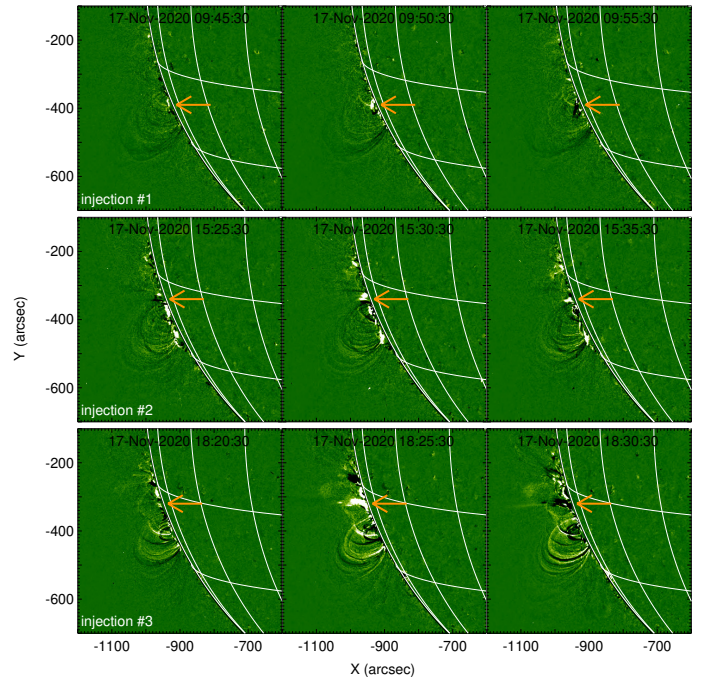 17-Nov-2020 09:45:30 17-Nov-2020 09:50:30 17-Nov-2020 09:55:30
-200
-400
-600
injection #1
17-Nov-2020 15:25:30 17-Nov-2020 15:30:30 17-Nov-2020 15:35:30
-200
-400
-600
injection #2
Y (arcsec)
17-Nov-2020 18:20:30 17-Nov-2020 18:25:30 17-Nov-2020 18:30:30
-200
-400
-600
injection #3
-1100 -900 -700 -1100 -900 -700 -1100 -900 -700
X (arcsec)